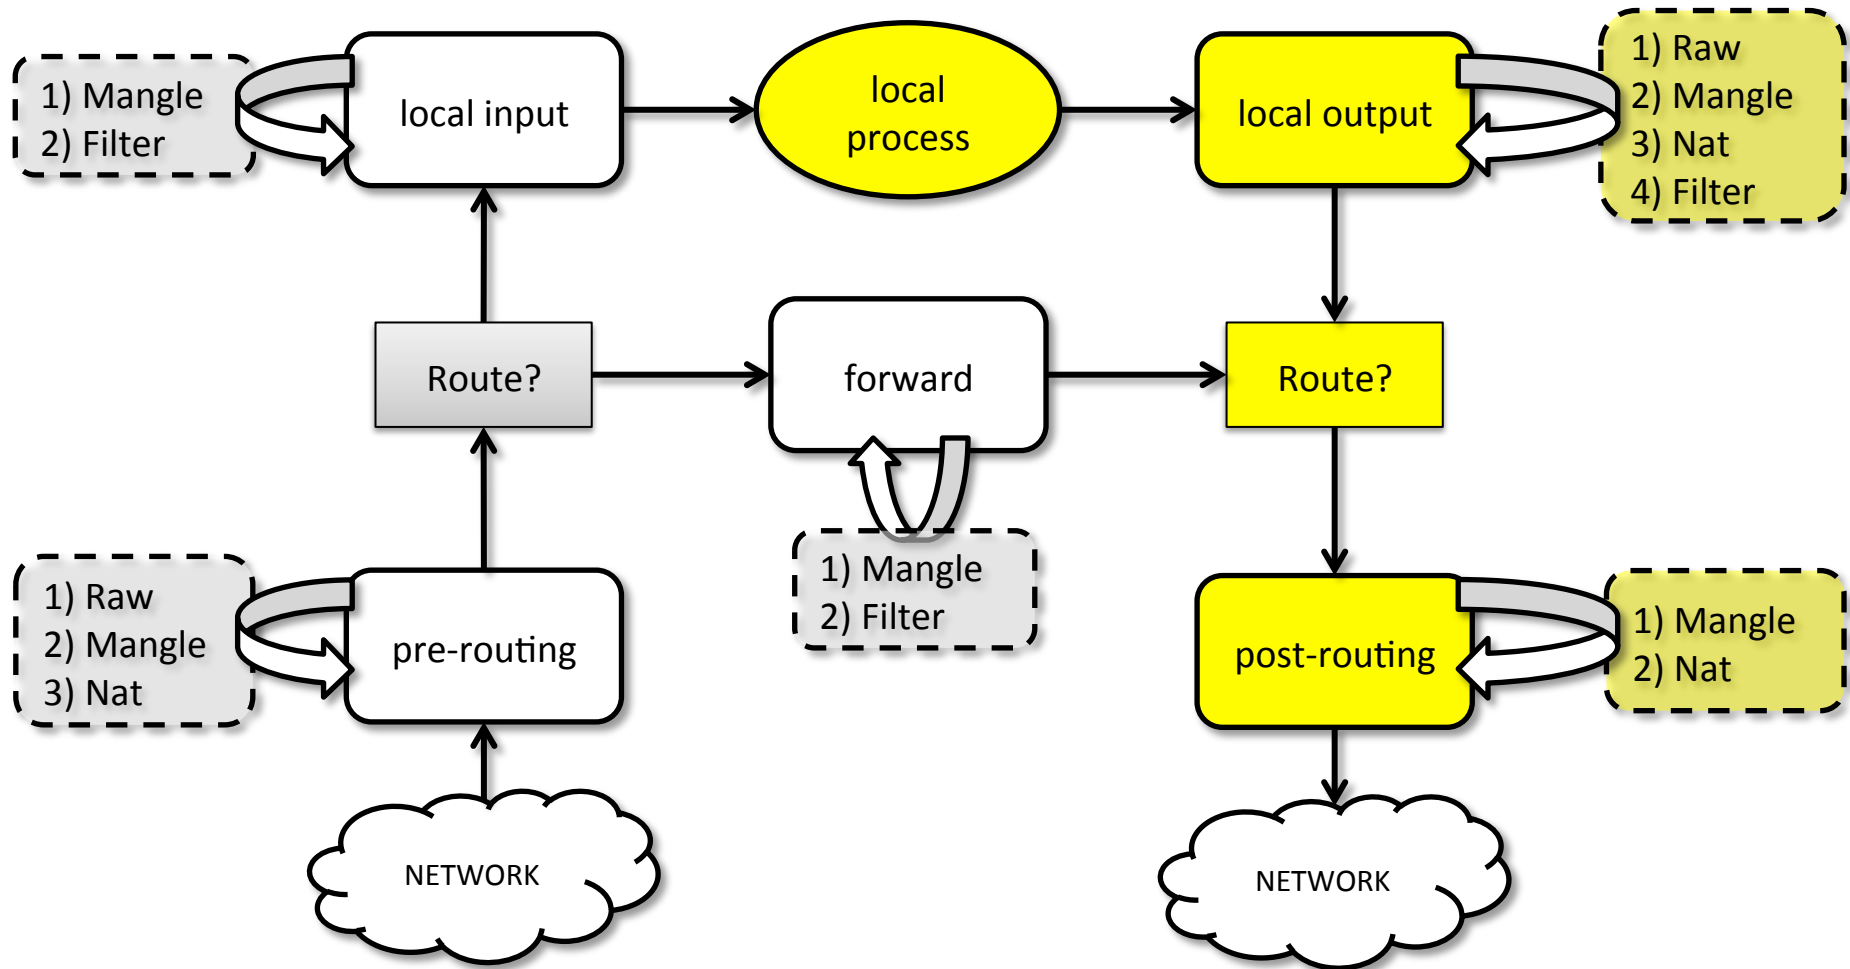 1) Mangle
2) Filter
local input
local
process
local output
1) Raw
2) Mangle
3) Nat
4) Filter
Route?
forward
Route?
1) Raw
2) Mangle
3) Nat
pre-routing
1) Mangle
2) Filter
post-routing
1) Mangle
2) Nat
NETWORK
NETWORK